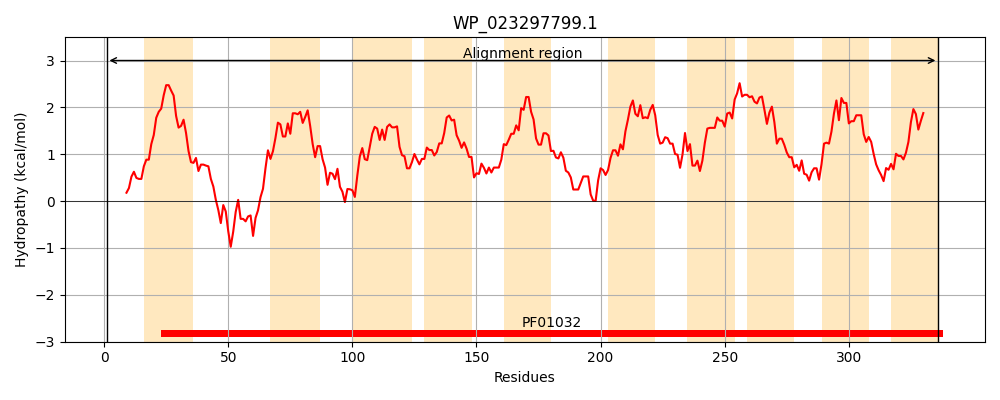 WP_023297799.1
Hydropathy (kcal/mol)
3
2
1
0
−1
−2
−3
Alignment region
PF01032
0 50 100 150 200 250 300
Residues